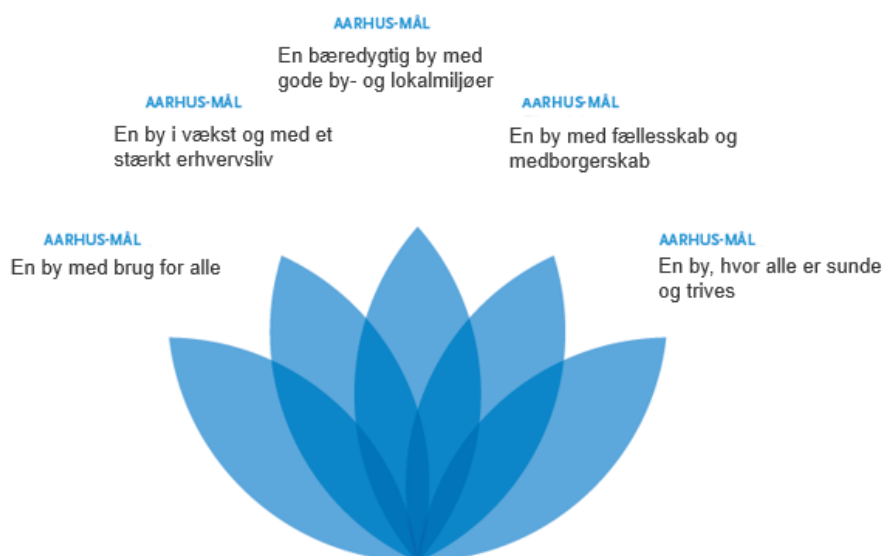 AARHUS-MÅL
En bæredygtig by med
gode by- og lokalmiljøer
AARHUS-MÅL
En by i vækst og med et
stærkt erhvervsliv
AARHUS-MÅL
En by med fællesskab og
medborgerskab
AARHUS-MÅL
En by med brug for alle
AARHUS-MÅL
En by, hvor alle er sunde
og trives